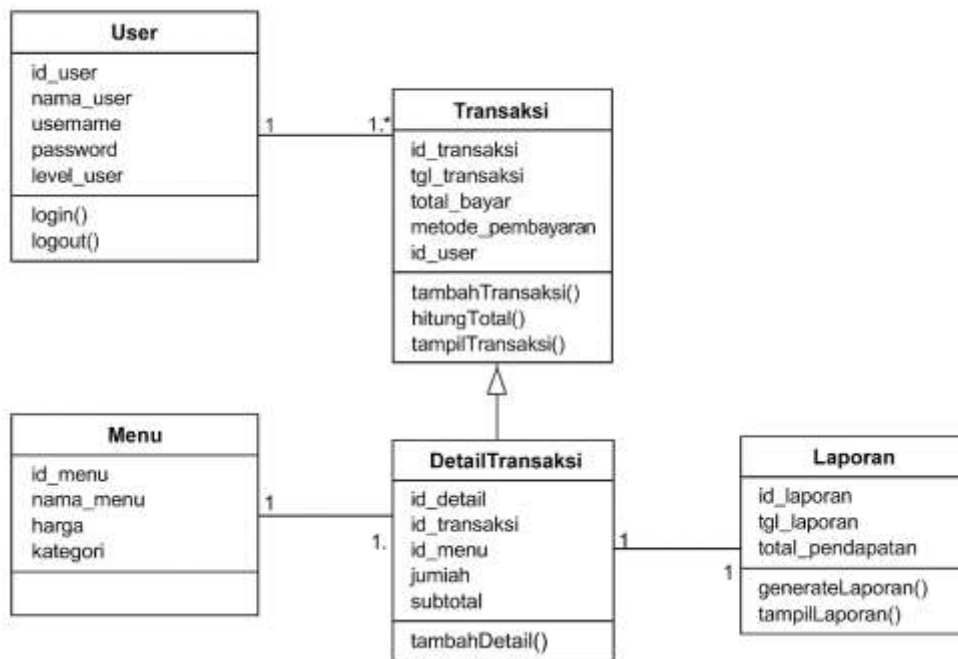 User
id_user
nama_user
username
password
level_user
login()
logout()
1
1.*
Transaksi
id_transaksi
tgl_transaksi
total_bayar
metode_pembayaran
id_user
tambahTransaksi()
hitungTotal()
tampilTransaksi()
Menu
id_menu
nama_menu
harga
kategori
1
1.
DetailTransaksi
id_detail
id_transaksi
id_menu
jumiah
subtotal
tambahDetail()
1
1
Laporan
id_laporan
tgl_laporan
total_pendapatan
generateLaporan()
tampilLaporan()